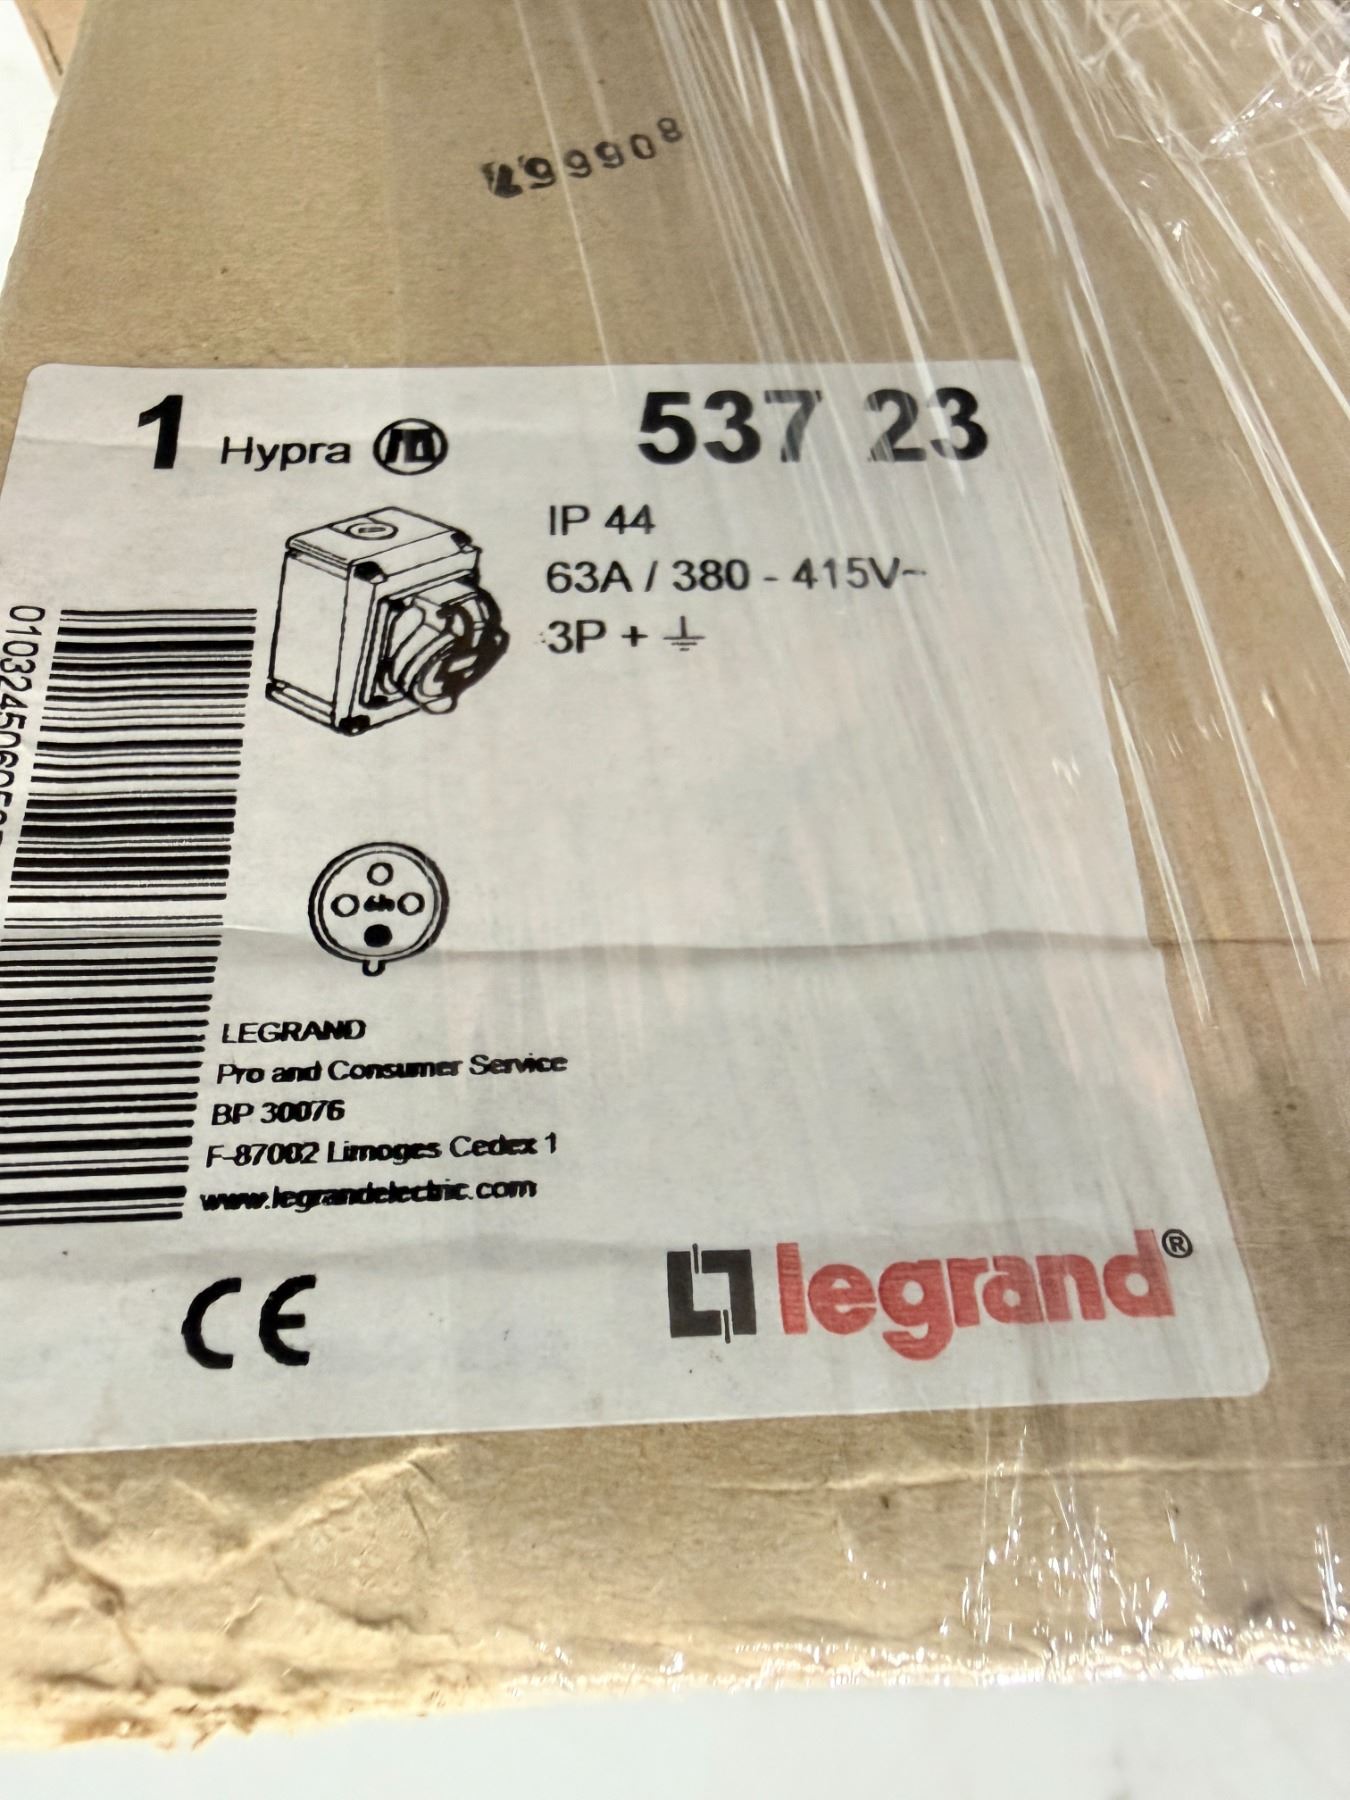 1 Hypra 537 23
IP 44
63A / 380 - 415V~
3P +
6h
LEGRAND
Pro and Consumer Service
BP 30076
F-87002 Limoges Cedex 1
www.legrandelectric.com
CE
legrand®